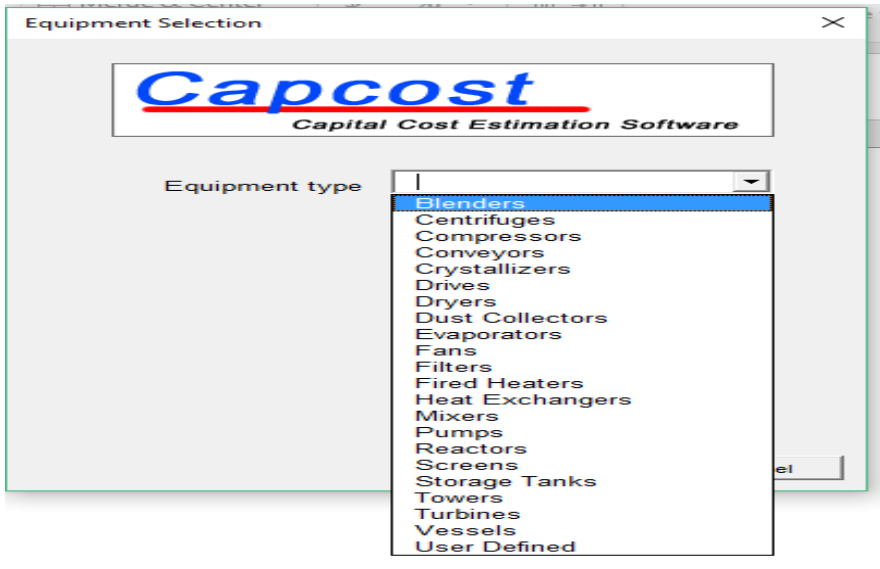 Equipment Selection
Capcost
Capital Cost Estimation Software
Equipment type
Blenders
Centrifuges
Compressors
Conveyors
Crystallizers
Drives
Dryers
Dust Collectors
Evaporators
Fans
Filters
Fired Heaters
Heat Exchangers
Mixers
Pumps
Reactors
Screens
el
Storage Tanks
Towers
Turbines
Vessels
User Defined